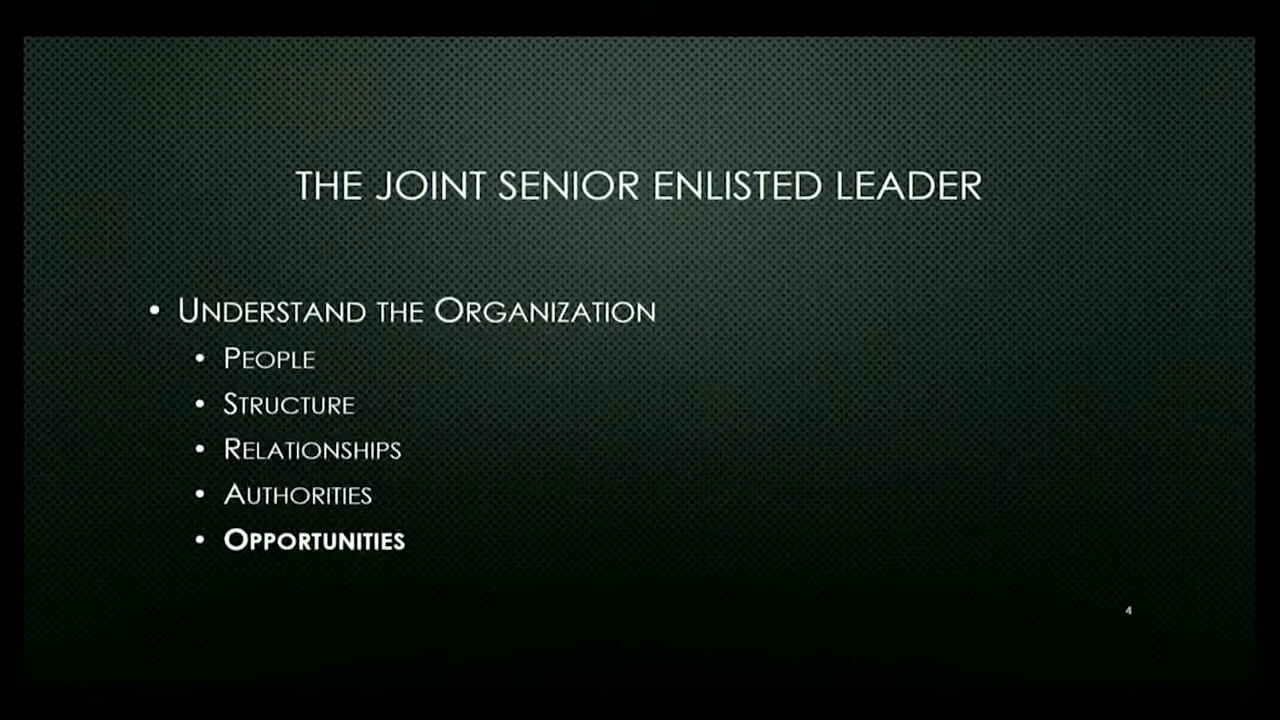 THE JOINT SENIOR ENLISTED LEADER
• UNDERSTAND THE ORGANIZATION
• PEOPLE
• STRUCTURE
• RELATIONSHIPS
• AUTHORITIES
• OPPORTUNITIES
4